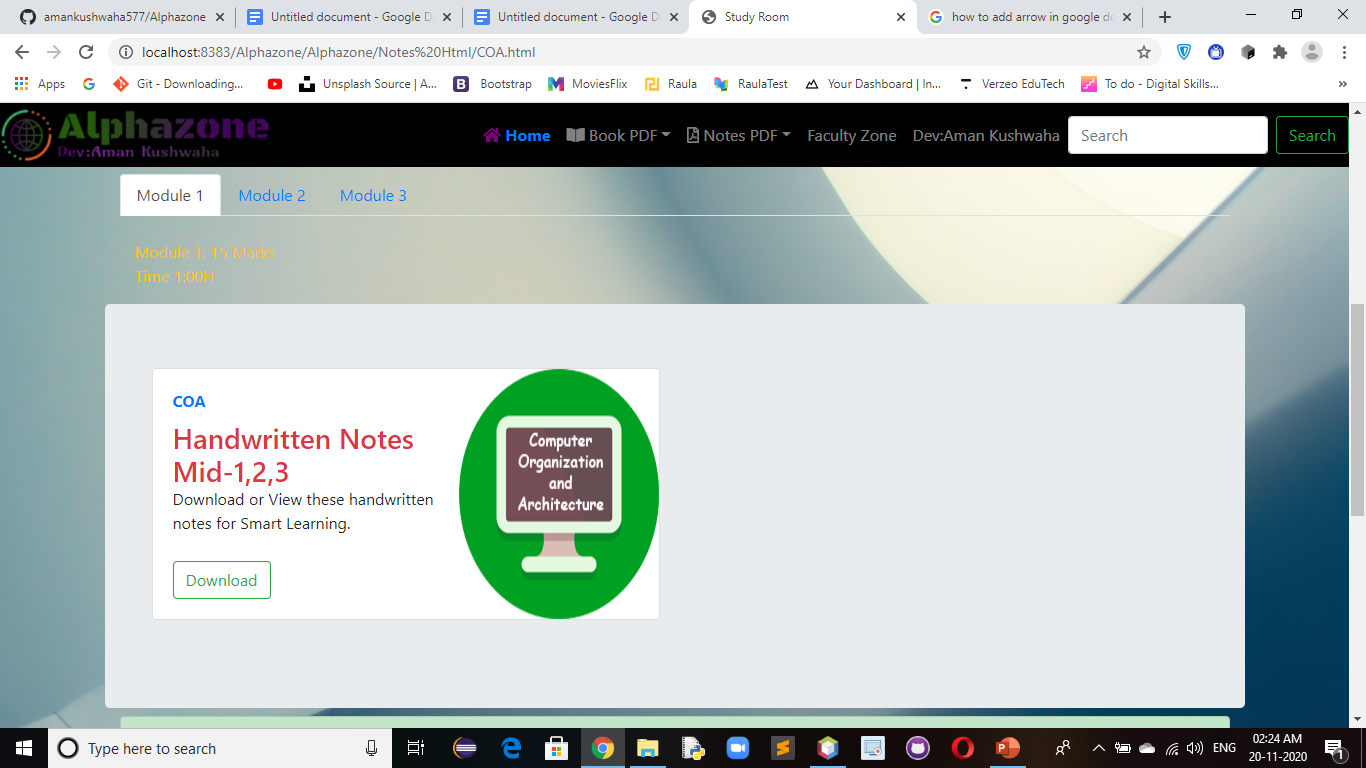 amankushwaha577/Alphazone
Untitled document - Google D
Untitled document - Google D
Study Room
how to add arrow in google do
localhost:8383/Alphazone/Alphazone/Notes%20Html/COA.html
Apps
Git - Downloading...
Unsplash Source | A...
Bootstrap
MoviesFlix
Raula
RaulaTest
Your Dashboard | In...
Verzeo EduTech
To do - Digital Skills...
»
Alphazone
Dev:Aman Kushwaha
Home
Book PDF
Notes PDF
Faculty Zone
Dev:Aman Kushwaha
Search
Search
Module 1
Module 2
Module 3
Module 1: 15 Marks
Time 1:00H
COA
Handwritten Notes
Mid-1,2,3
Download or View these handwritten
notes for Smart Learning.
Download
Computer
Organization
and
Architecture
Type here to search
ENG
02:24 AM
20-11-2020
1